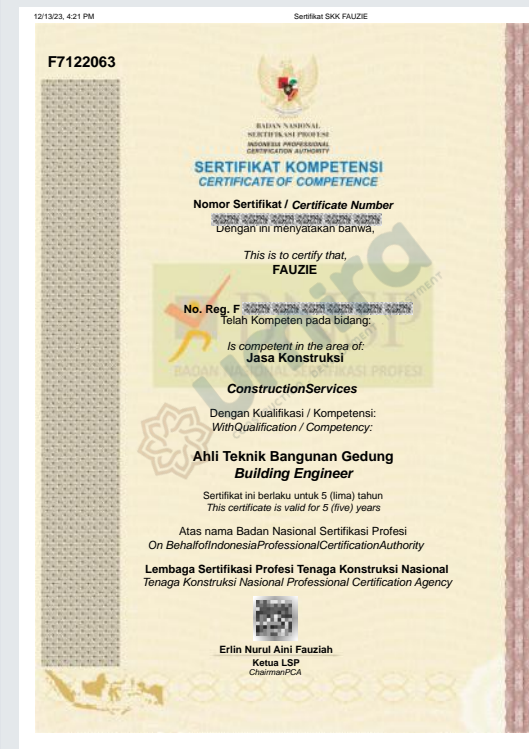 12/13/23, 4:21 PM
Sertifikat SKK FAUZIE
F7122063
BADAN NASIONAL
SERTIFIKASI PROFESI
INDONESIA PROFESSIONAL
CERTIFICATION AUTHORITY
SERTIFIKAT KOMPETENSI
CERTIFICATE OF COMPETENCE
Nomor Sertifikat / Certificate Number
Dengan ini menyatakan bahwa,
This is to certify that,
FAUZIE
No. Reg. F
Telah Kompeten pada bidang:
Is competent in the area of:
Jasa Konstruksi
BADAN NASIONAL SERTIFIKASI PROFESI
ConstructionServices
Dengan Kualifikasi / Kompetensi:
WithQualification / Competency:
Ahli Teknik Bangunan Gedung
Building Engineer
Sertifikat ini berlaku untuk 5 (lima) tahun
This certificate is valid for 5 (five) years
Atas nama Badan Nasional Sertifikasi Profesi
On BehalfofIndonesiaProfessionalCertificationAuthority
Lembaga Sertifikasi Profesi Tenaga Konstruksi Nasional
Tenaga Konstruksi Nasional Professional Certification Agency
Erlin Nurul Aini Fauziah
Ketua LSP
ChairmanPCA